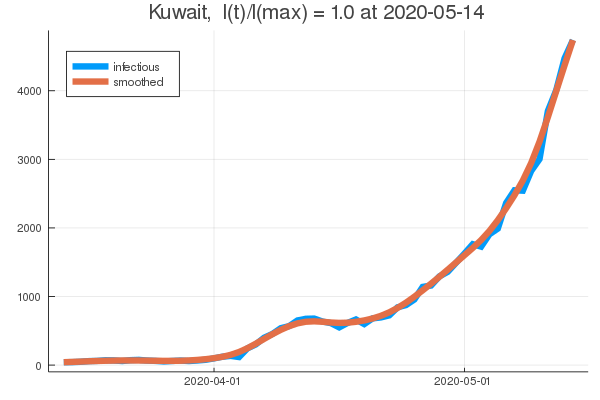 Kuwait,  I(t)/I(max) = 1.0 at 2020-05-14
infectious
smoothed
4000
3000
2000
1000
0
2020-04-01
2020-05-01